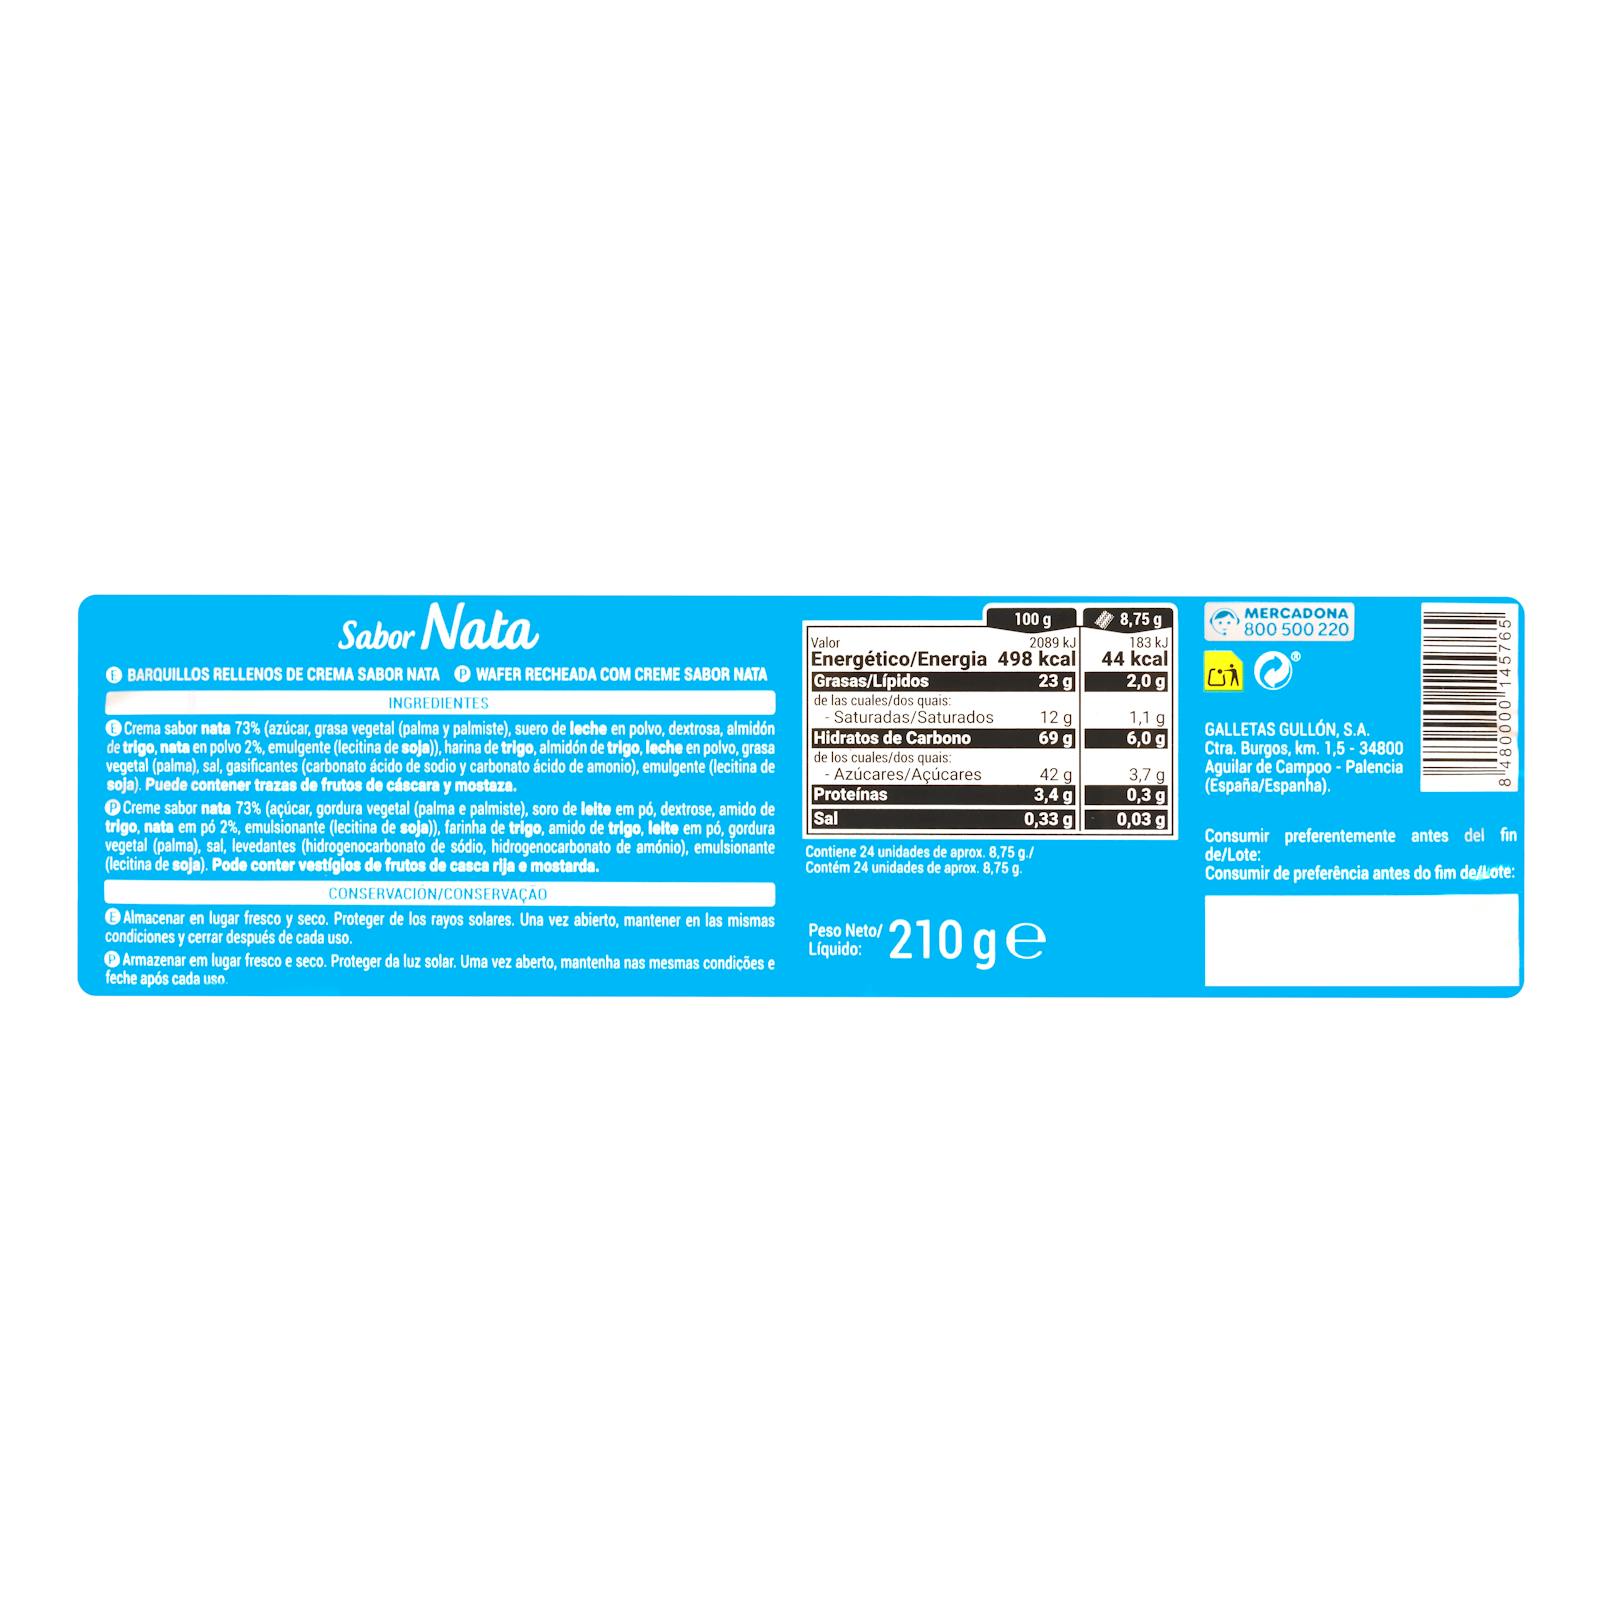 Sabor Nata
E BARQUILLOS RELLENOS DE CREMA SABOR NATA P WAFER RECHEADA COM CREME SABOR NATA
INGREDIENTES
E Crema sabor nata 73% (azúcar, grasa vegetal (palma y palmiste), suero de leche en polvo, dextrosa, almidón
de trigo, nata en polvo 2%, emulgente (lecitina de soja)), harina de trigo, almidón de trigo, leche en polvo, grasa
vegetal (palma), sal, gasificantes (carbonato ácido de sodio y carbonato ácido de amonio), emulgente (lecitina de
soja). Puede contener trazas de frutos de cáscara y mostaza.
P Creme sabor nata 73% (açúcar, gordura vegetal (palma e palmiste), soro de leite em pó, dextrose, amido de
trigo, nata em pó 2%, emulsionante (lecitina de soja)), farinha de trigo, amido de trigo, leite em pó, gordura
vegetal (palma), sal, levedantes (hidrogenocarbonato de sódio, hidrogenocarbonato de amónio), emulsionante
(lecitina de soja). Pode conter vestígios de frutos de casca rija e mostarda.
CONSERVACIÓN/CONSERVAÇÃO
E Almacenar en lugar fresco y seco. Proteger de los rayos solares. Una vez abierto, mantener en las mismas
condiciones y cerrar después de cada uso.
P Armazenar em lugar fresco e seco. Proteger da luz solar. Uma vez aberto, mantenha nas mesmas condições e
feche após cada uso.
100 g 8,75 g
Valor 2089 kJ 183 kJ
Energético/Energia 498 kcal 44 kcal
Grasas/Lípidos 23 g 2,0 g
de las cuales/dos quais:
- Saturadas/Saturados 12 g 1,1 g
Hidratos de Carbono 69 g 6,0 g
de los cuales/dos quais:
- Azúcares/Açúcares 42 g 3,7 g
Proteínas 3,4 g 0,3 g
Sal 0,33 g 0,03 g
Contiene 24 unidades de aprox. 8,75 g./
Contém 24 unidades de aprox. 8,75 g.
Peso Neto/
Líquido: 210 g e
MERCADONA
800 500 220
®
GALLETAS GULLÓN, S.A.
Ctra. Burgos, km. 1,5 - 34800
Aguilar de Campoo - Palencia
(España/Espanha).
8 480000 145765
Consumir preferentemente antes del fin
de/Lote:
Consumir de preferência antes do fim de/Lote: